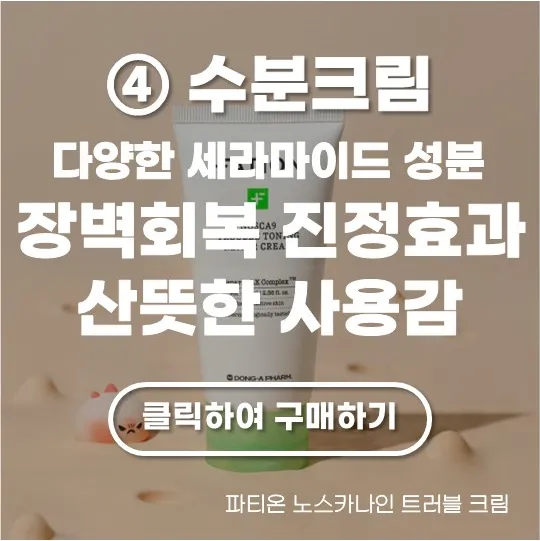 ④ 수분크림
다양한 세라마이드 성분
장벽회복 진정효과
산뜻한 사용감
클릭하여 구매하기
DONG-A PHARM
파티온 노스카나인 트러블 크림